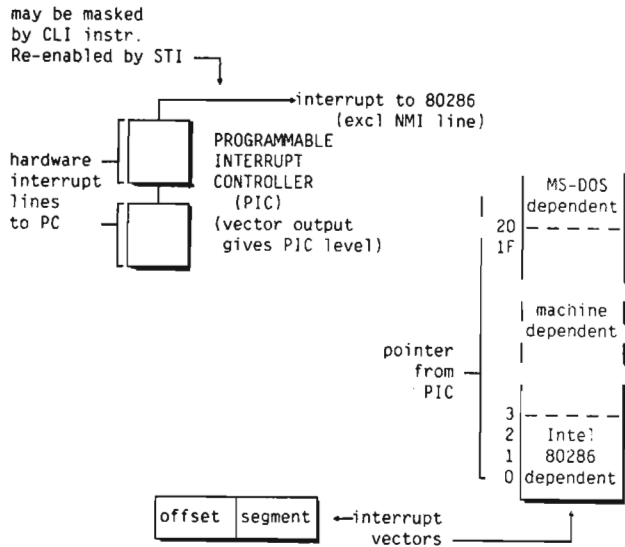 may be masked
by CLI instr.
Re-enabled by STI
interrupt to 80286
(excl NMI line)
hardware
interrupt
lines
to PC
PROGRAMMABLE
INTERRUPT
CONTROLLER
(PIC)
(vector output
gives PIC level)
MS-DOS
dependent
20
1F
machine
dependent
pointer
from
PIC
3
2
1
0
Intel
80286
dependent
offset
segment
interrupt
vectors